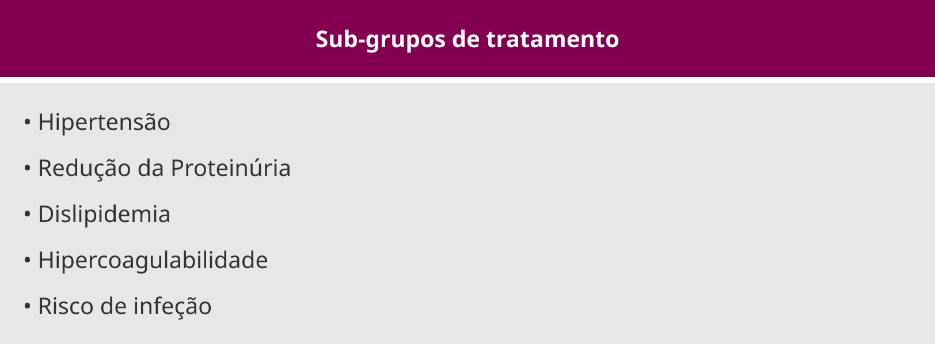 Sub-grupos de tratamento
• Hipertensão
• Redução da Proteinúria
• Dislipidemia
• Hipercoagulabilidade
• Risco de infeção